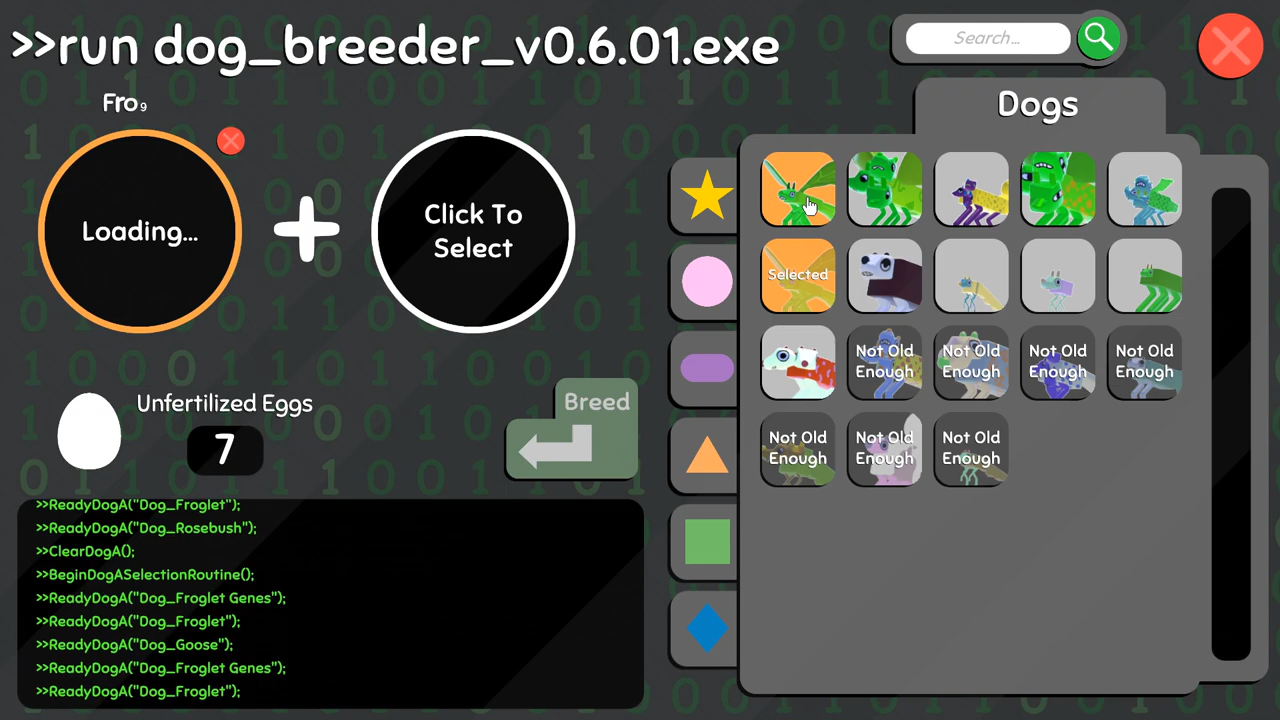 >>run dog_breeder_v0.6.01.exe
Search...
Fro9
Dogs
Loading...
Click To
Select
Selected
Not Old
Enough
Not Old
Enough
Not Old
Enough
Not Old
Enough
Unfertilized Eggs
7
Breed
Not Old
Enough
Not Old
Enough
Not Old
Enough
>>ReadyDogA("Dog_Froglet");
>>ReadyDogA("Dog_Rosebush");
>>ClearDogA();
>>BeginDogASelectionRoutine();
>>ReadyDogA("Dog_Froglet Genes");
>>ReadyDogA("Dog_Froglet");
>>ReadyDogA("Dog_Goose");
>>ReadyDogA("Dog_Froglet Genes");
>>ReadyDogA("Dog_Froglet");